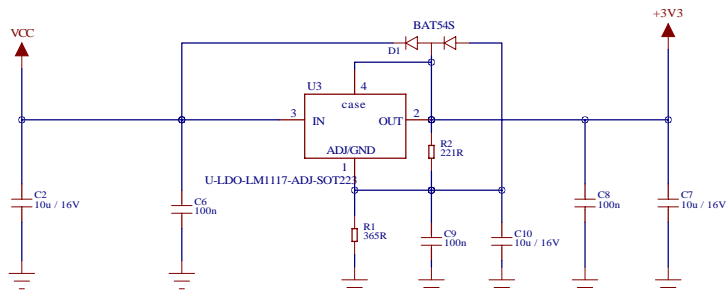 VCC
BAT54S
+3V3
D1
U3
4
case
3
IN
OUT
2
ADJ/GND
1
R2
221R
U-LDO-LM1117-ADJ-SOT223
C2
10u / 16V
C6
100n
R1
365R
C9
100n
C10
10u / 16V
C8
100n
C7
10u / 16V